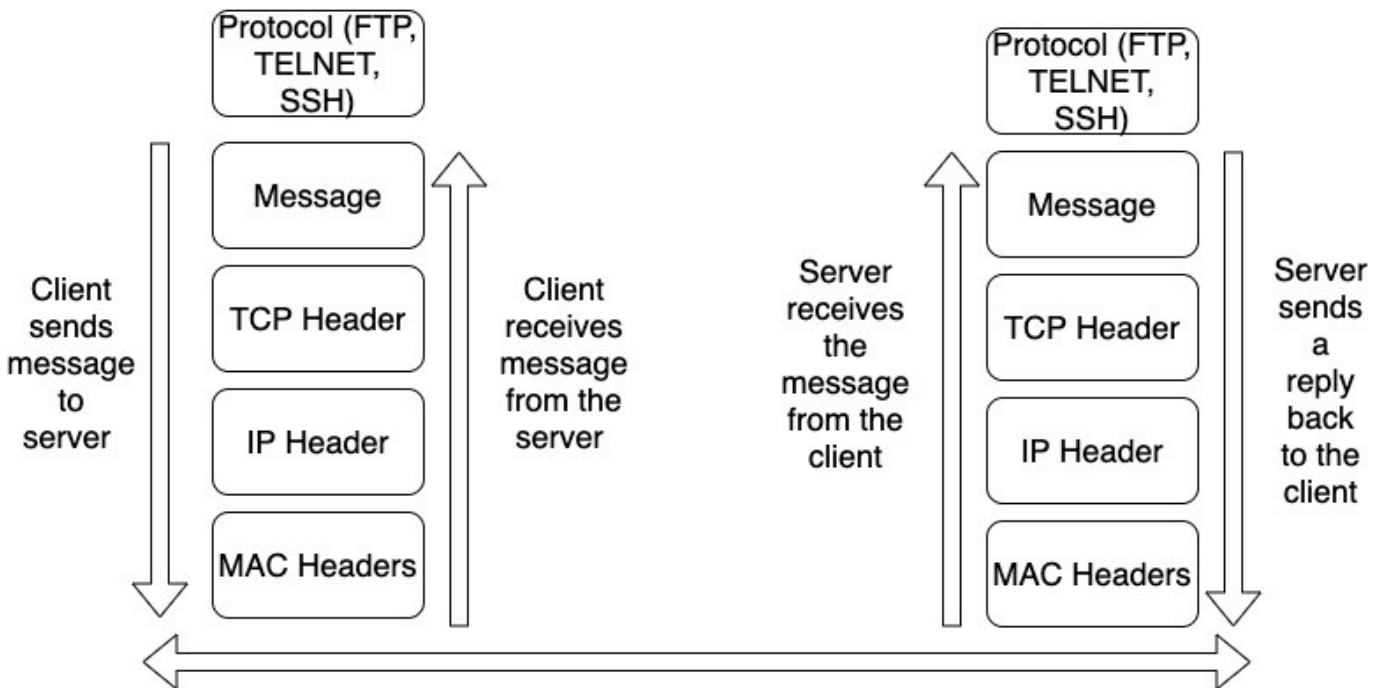 Protocol (FTP,
TELNET,
SSH)
Message
TCP Header
IP Header
MAC Headers
Client
sends
message
to
server
Client
receives
message
from the
server
Protocol (FTP,
TELNET,
SSH)
Message
TCP Header
IP Header
MAC Headers
Server
receives
the
message
from the
client
Server
sends
a
reply
back
to the
client